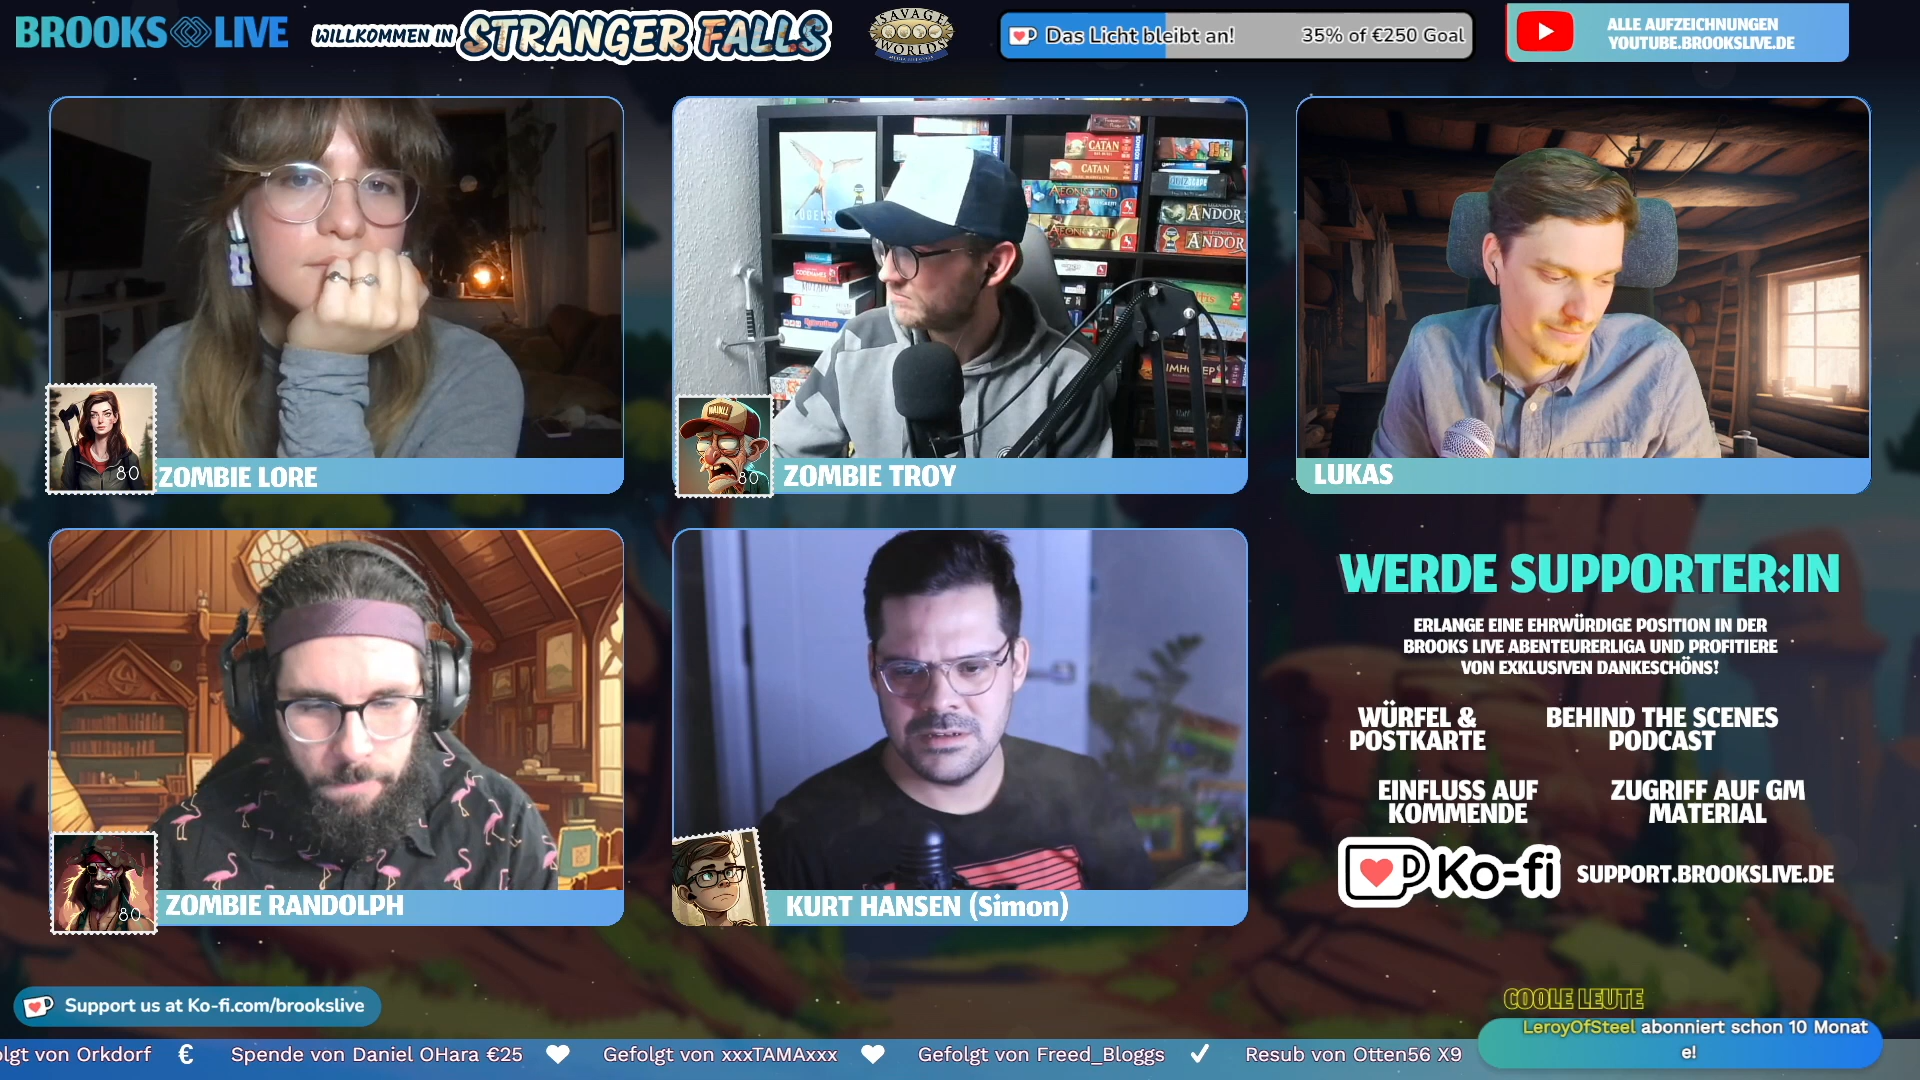 BROOKS LIVE
WILLKOMMEN IN STRANGER FALLS
SAVAGE WORLDS
Das Licht bleibt an! 35% of €250 Goal
ALLE AUFZEICHNUNGEN
YOUTUBE.BROOKSLIVE.DE
CATAN
CATAN
AEON'S END
ANDOR
ANDOR
CODENAMES
IMHOTEP
80
ZOMBIE LORE
80
ZOMBIE TROY
LUKAS
80
ZOMBIE RANDOLPH
KURT HANSEN (Simon)
WERDE SUPPORTER:IN
ERLANGE EINE EHRWÜRDIGE POSITION IN DER
BROOKS LIVE ABENTEURERLIGA UND PROFITIERE
VON EXKLUSIVEN DANKESCHÖNS!
WÜRFEL &
POSTKARTE
BEHIND THE SCENES
PODCAST
EINFLUSS AUF
KOMMENDE
ZUGRIFF AUF GM
MATERIAL
Ko-fi SUPPORT.BROOKSLIVE.DE
Support us at Ko-fi.com/brookslive
COOLE LEUTE
LeroyOfSteel abonniert schon 10 Monat
e!
olgt von Orkdorf € Spende von Daniel OHara €25 Gefolgt von xxxTAMAxxx Gefolgt von Freed_Bloggs Resub von Otten56 X9